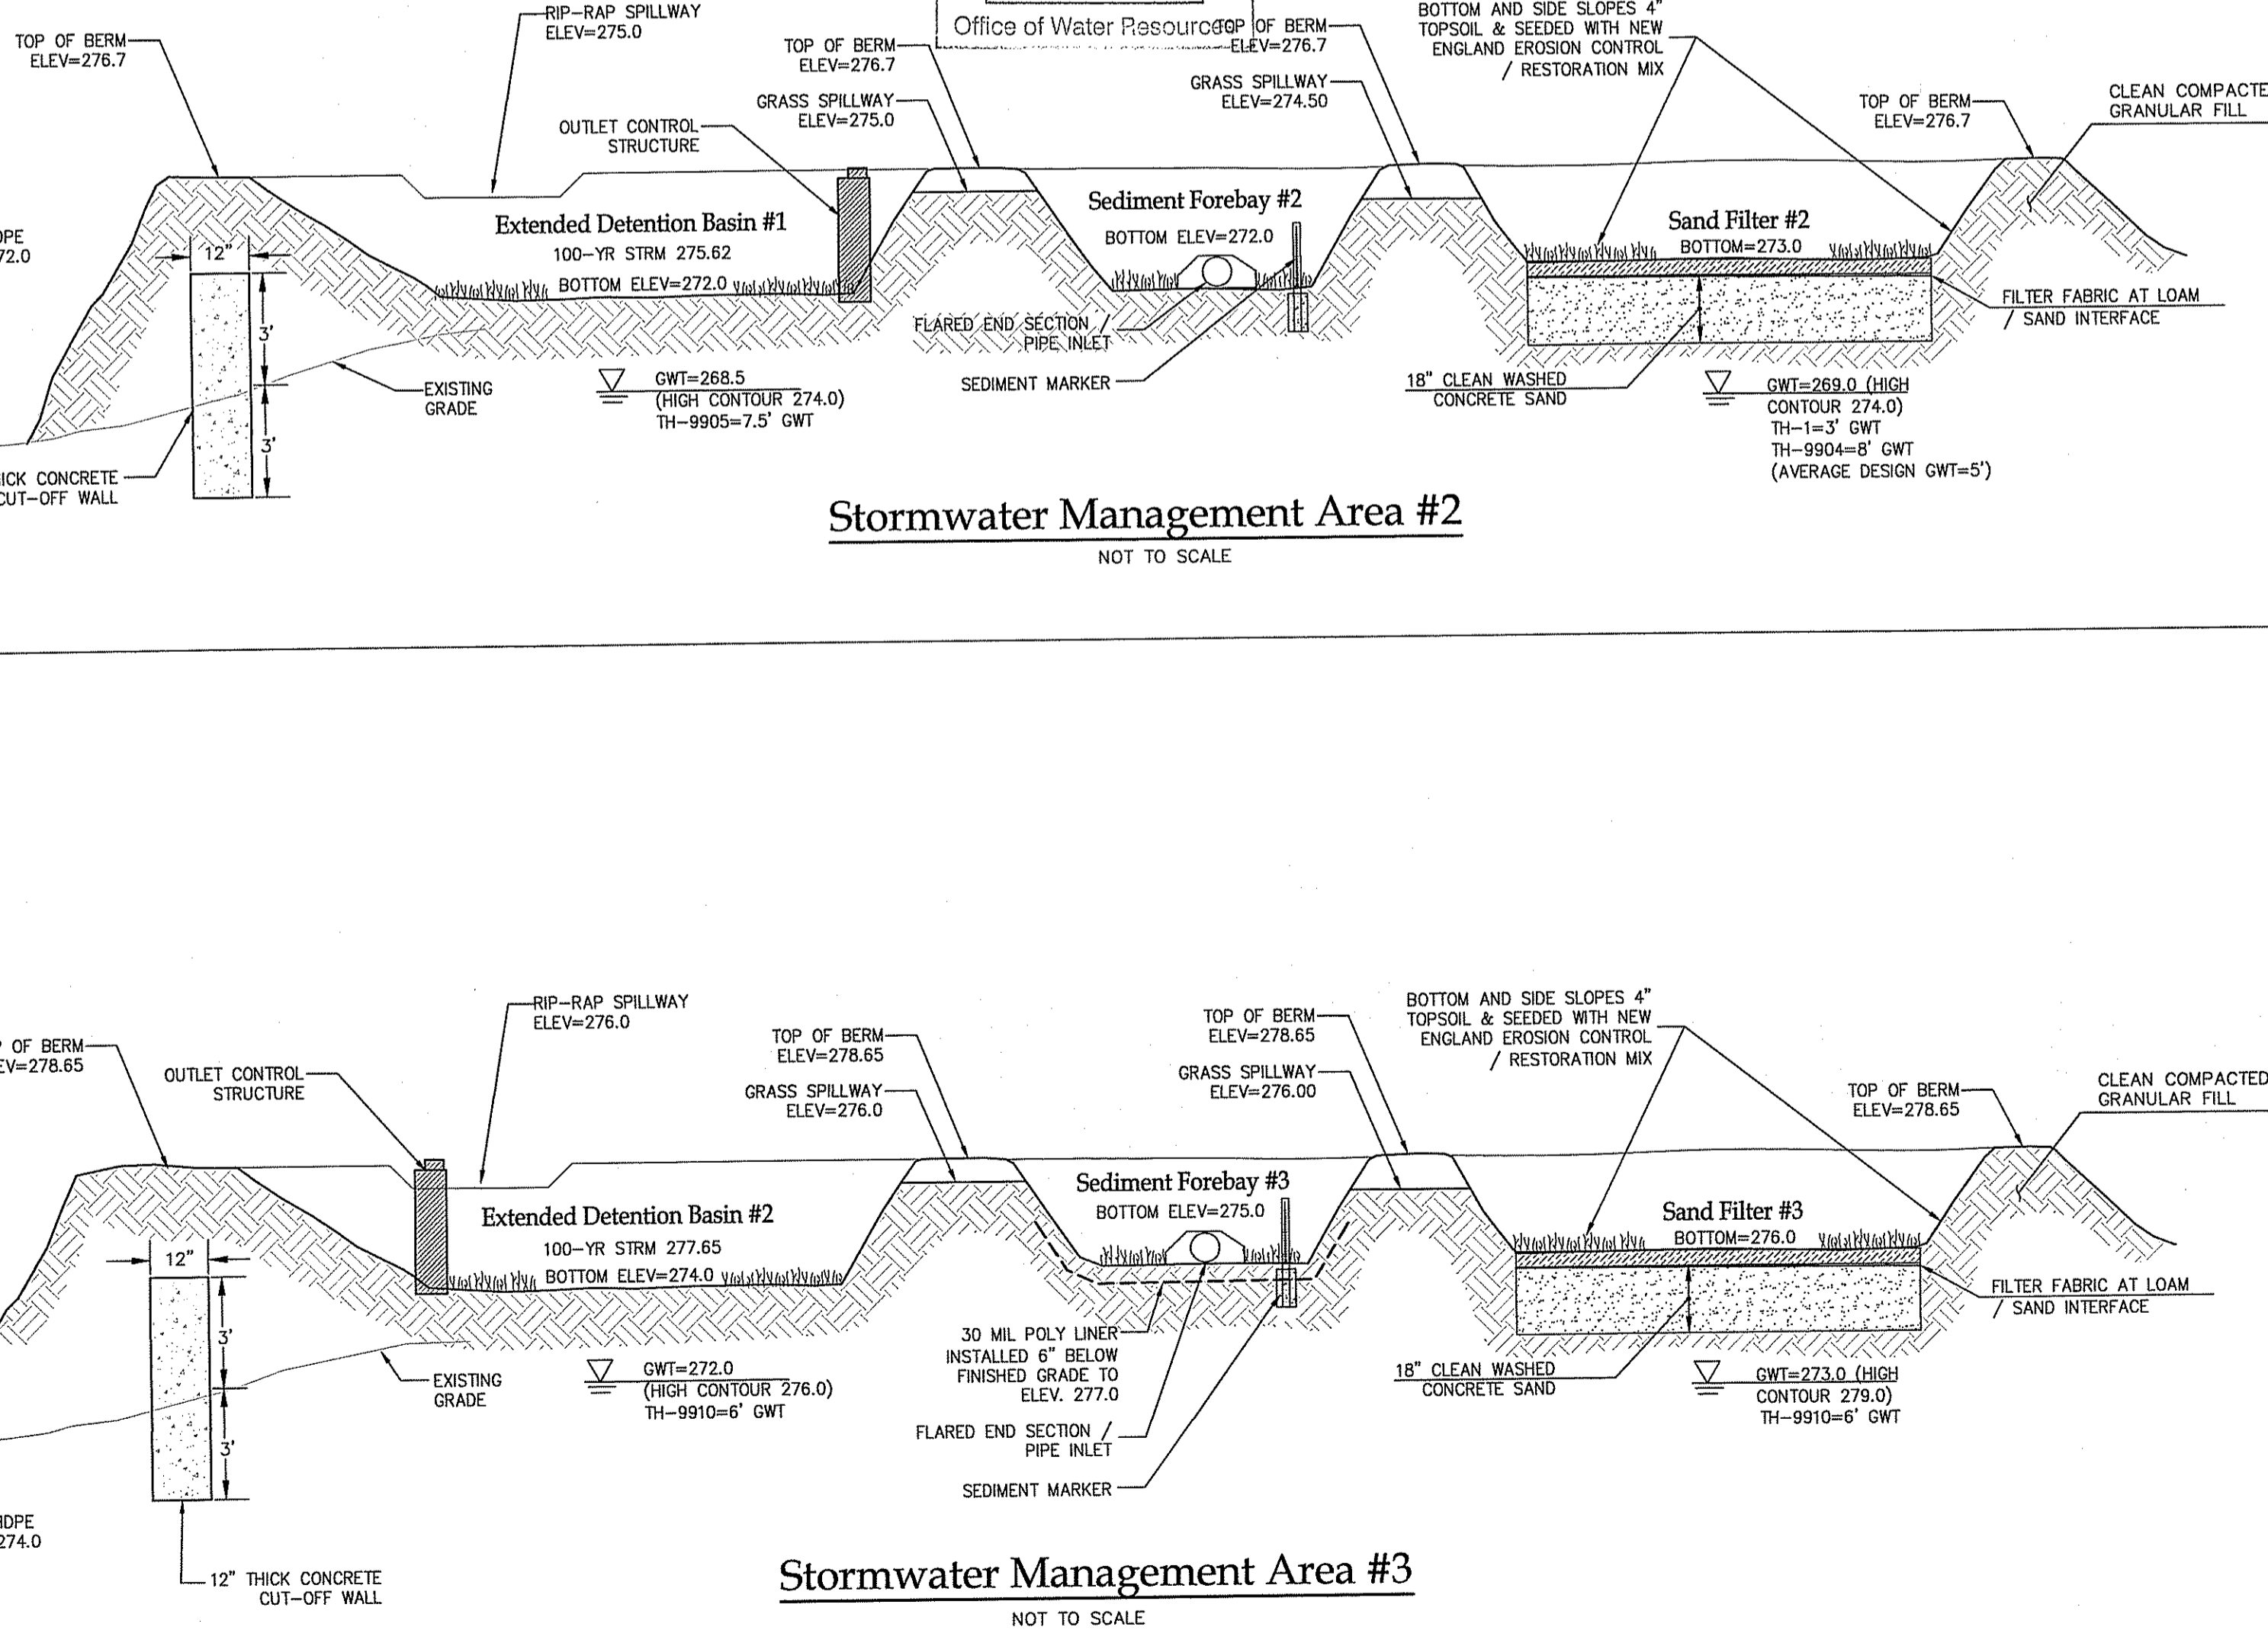 RIP-RAP SPILLWAY
ELEV=275.0
TOP OF BERM
ELEV=276.7
TOP OF BERM
ELEV=276.7
Office of Water Resources
TOP OF BERM
ELEV=276.7
BOTTOM AND SIDE SLOPES 4"
TOPSOIL & SEEDED WITH NEW
ENGLAND EROSION CONTROL
/ RESTORATION MIX
GRASS SPILLWAY
ELEV=275.0
GRASS SPILLWAY
ELEV=274.50
TOP OF BERM
ELEV=276.7
CLEAN COMPACTE
GRANULAR FILL
OUTLET CONTROL
STRUCTURE
OPE
72.0
12"
Extended Detention Basin #1
100-YR STRM 275.62
BOTTOM ELEV=272.0
Sediment Forebay #2
BOTTOM ELEV=272.0
Sand Filter #2
BOTTOM=273.0
3'
3'
FLARED END SECTION /
PIPE INLET
FILTER FABRIC AT LOAM
/ SAND INTERFACE
EXISTING
GRADE
GWT=268.5
(HIGH CONTOUR 274.0)
TH-9905=7.5' GWT
SEDIMENT MARKER
18" CLEAN WASHED
CONCRETE SAND
GWT=269.0 (HIGH
CONTOUR 274.0)
TH-1=3' GWT
TH-9904=8' GWT
(AVERAGE DESIGN GWT=5')
ICK CONCRETE
CUT-OFF WALL
Stormwater Management Area #2
NOT TO SCALE
RIP-RAP SPILLWAY
ELEV=276.0
OF BERM
EV=278.65
OUTLET CONTROL
STRUCTURE
TOP OF BERM
ELEV=278.65
GRASS SPILLWAY
ELEV=276.0
TOP OF BERM
ELEV=278.65
GRASS SPILLWAY
ELEV=276.00
BOTTOM AND SIDE SLOPES 4"
TOPSOIL & SEEDED WITH NEW
ENGLAND EROSION CONTROL
/ RESTORATION MIX
TOP OF BERM
ELEV=278.65
CLEAN COMPACTED
GRANULAR FILL
12"
Extended Detention Basin #2
100-YR STRM 277.65
BOTTOM ELEV=274.0
Sediment Forebay #3
BOTTOM ELEV=275.0
Sand Filter #3
BOTTOM=276.0
3'
3'
30 MIL POLY LINER
INSTALLED 6" BELOW
FINISHED GRADE TO
ELEV. 277.0
FILTER FABRIC AT LOAM
/ SAND INTERFACE
EXISTING
GRADE
GWT=272.0
(HIGH CONTOUR 276.0)
TH-9910=6' GWT
18" CLEAN WASHED
CONCRETE SAND
GWT=273.0 (HIGH
CONTOUR 279.0)
TH-9910=6' GWT
FLARED END SECTION /
PIPE INLET
SEDIMENT MARKER
HDPE
274.0
12" THICK CONCRETE
CUT-OFF WALL
Stormwater Management Area #3
NOT TO SCALE